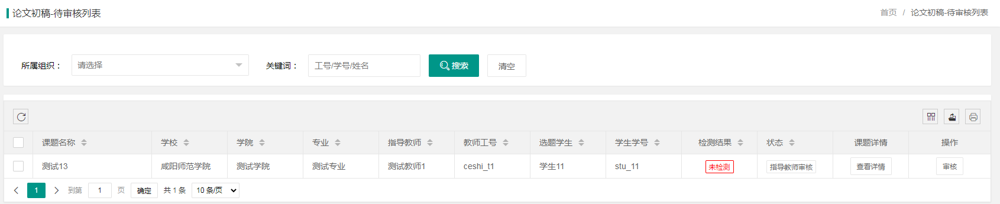 论文初稿-待审核列表
首页 / 论文初稿-待审核列表
所属组织： 请选择 关键词： 工号/学号/姓名 搜索 清空
课题名称 学校 学院 专业 指导教师 教师工号 选题学生 学生学号 检测结果 状态 课题详情 操作
测试13 咸阳师范学院 测试学院 测试专业 测试教师1 ceshi_t1 学生11 stu_11 未检测 指导教师审核 查看详情 审核
1 到第 1 页 确定 共 1 条 10 条/页